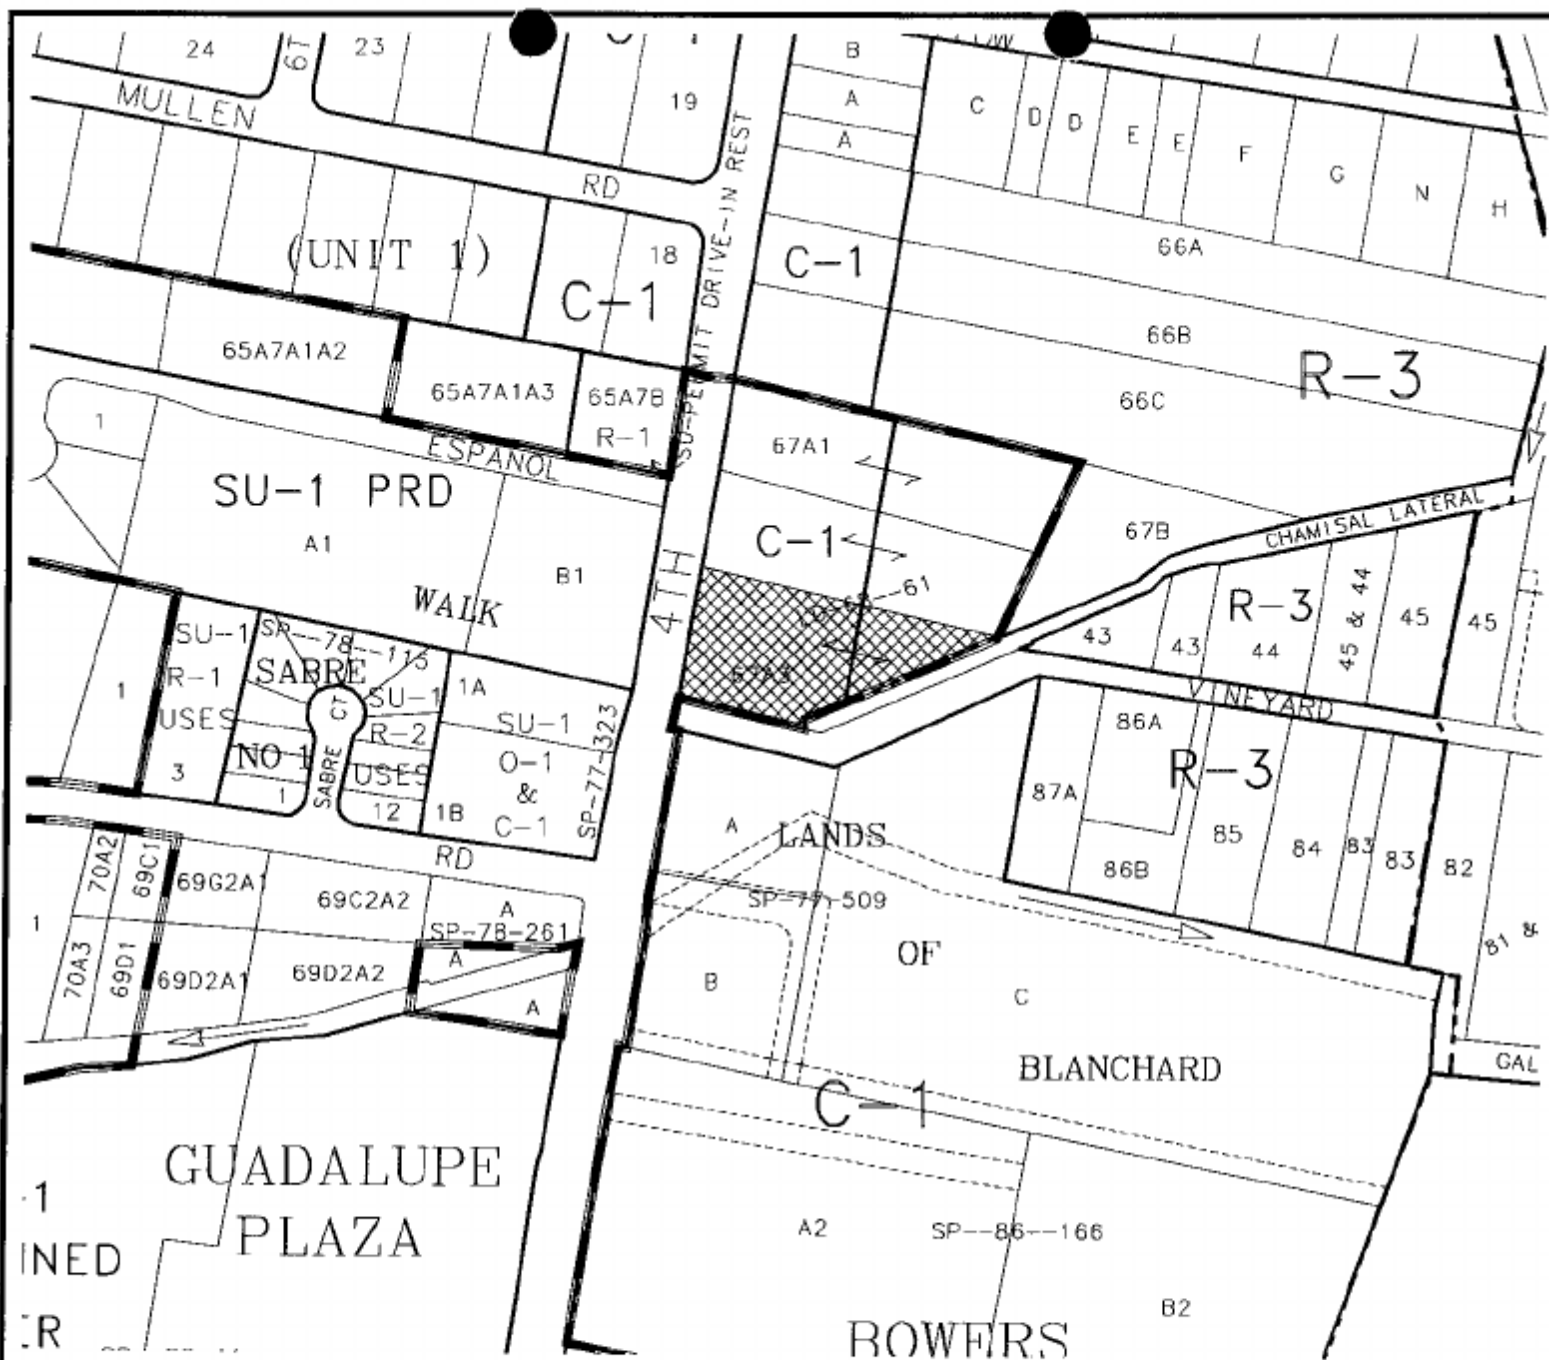 24
6T
23
19
B
A
A
C
D
D
E
E
F
G
N
H
MULLEN
RD
(UNIT 1)
18
C-1
C-1
SU-PERMIT DRIVE-IN REST
66A
66B
R-3
66C
65A7A1A2
65A7A1A3
65A7B
R-1
ESPANOL
67A1
1
SU-1 PRD
A1
B1
WALK
4TH
C-1
67B
CHAMISAL LATERAL
61
67A3
43
43
R-3
44
45 & 44
45
45
VINEYARD
1
SU-1
R-1
USES
3
SP--78--115
SABRE
NO 1
1
SABRE CT
SU-1
R-2
USES
12
1A
1B
SU-1
O-1
&
C-1
SP-77-323
86A
R-3
87A
86B
85
84
83
83
82
81 &
RD
70A2
69C1
69G2A1
69C2A2
A
SP-78-261
1
70A3
69D1
69D2A1
69D2A2
A
A
A
LANDS
SP-77-509
OF
B
C
BLANCHARD
C-1
GAL
GUADALUPE
PLAZA
-1
INED
ER
A2
SP--86--166
B2
BOWERS